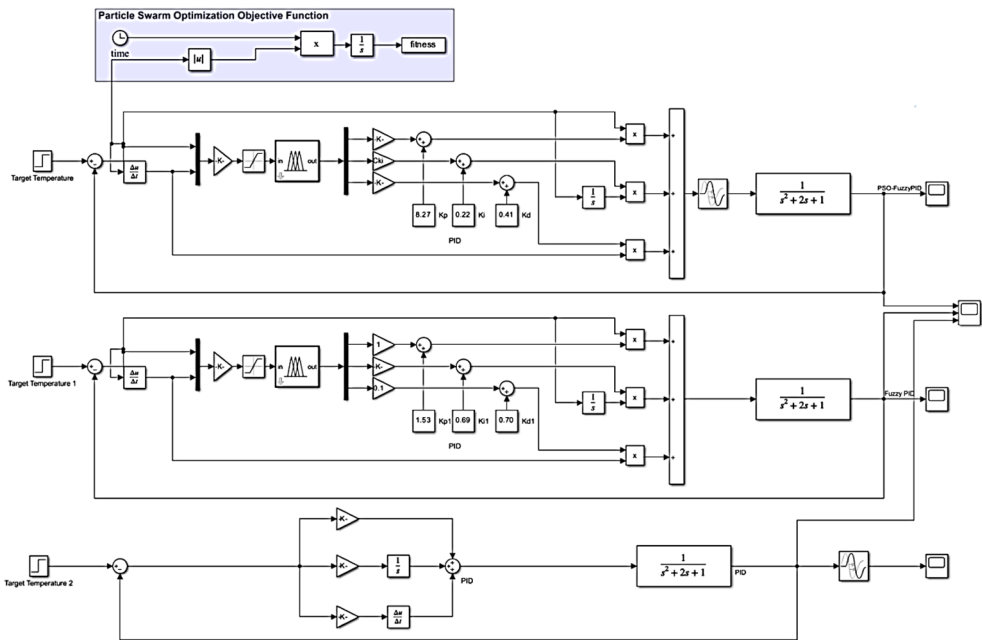 Particle Swarm Optimization Objective Function
time
|u|
x
1/s
fitness
Target Temperature
+
-
Δu/Δt
-K-
in
out
-K-
Cki
-K-
8.27
Kp
0.22
Ki
0.41
Kd
PID
1/s
x
x
x
+
+
+
1/(s²+2s+1)
PSO-FuzzyPID
Target Temperature 1
+
-
Δu/Δt
-K-
in
out
1
-K-
0.1
1.53
Kp1
0.69
Ki1
0.70
Kd1
PID
1/s
x
x
x
+
+
+
1/(s²+2s+1)
Fuzzy PID
Target Temperature 2
-K-
-K-
1/s
-K-
Δu/Δt
PID
1/(s²+2s+1)
PID